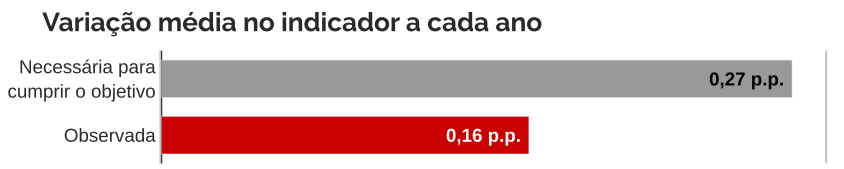 Variação média no indicador a cada ano
Necessária para
cumprir o objetivo
0,27 p.p.
Observada
0,16 p.p.